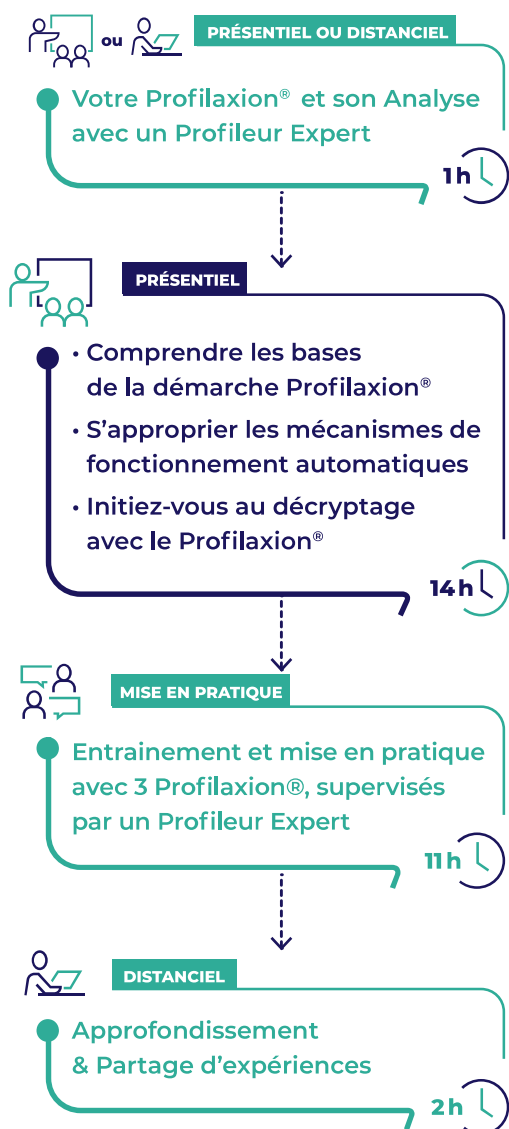 ou
PRÉSENTIEL OU DISTANCIEL
Votre Profilaxion® et son Analyse
avec un Profileur Expert
1h
PRÉSENTIEL
• Comprendre les bases
de la démarche Profilaxion®
• S’approprier les mécanismes de
fonctionnement automatiques
• Initiez-vous au décryptage
avec le Profilaxion®
14h
MISE EN PRATIQUE
Entrainement et mise en pratique
avec 3 Profilaxion®, supervisés
par un Profileur Expert
11h
DISTANCIEL
Approfondissement
& Partage d’expériences
2h